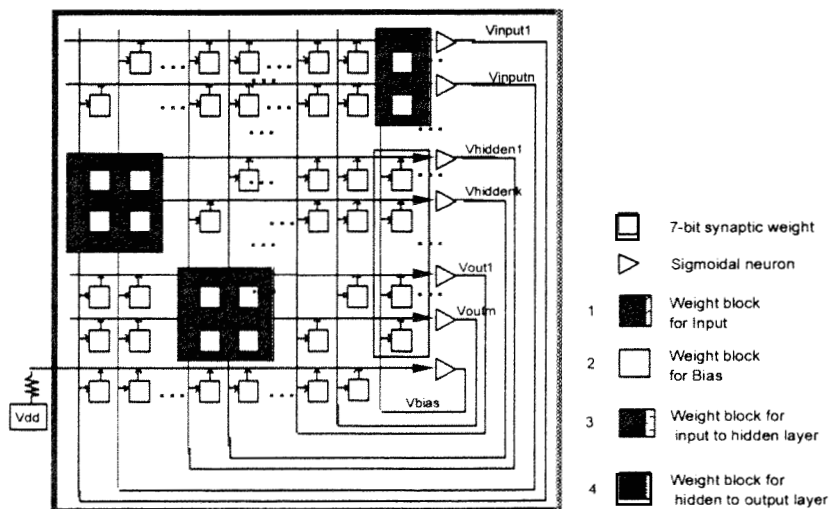 Vinput1
Vinputn
Vhidden1
Vhiddenk
Vout1
Voutm
Vbias
Vdd
7-bit synaptic weight
Sigmoidal neuron
1 Weight block
for Input
2 Weight block
for Bias
3 Weight block for
input to hidden layer
4 Weight block for
hidden to output layer